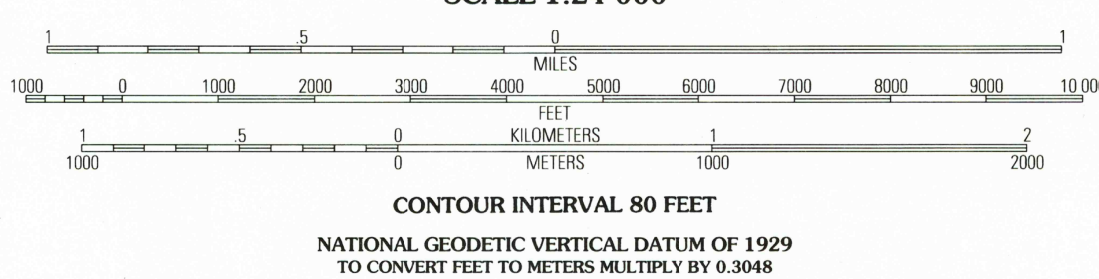 1 .5 0 1
MILES
1000 0 1000 2000 3000 4000 5000 6000 7000 8000 9000 10 00
FEET
1 .5 0 KILOMETERS 1 2
1000 0 METERS 1000 2000
CONTOUR INTERVAL 80 FEET
NATIONAL GEODETIC VERTICAL DATUM OF 1929
TO CONVERT FEET TO METERS MULTIPLY BY 0.3048